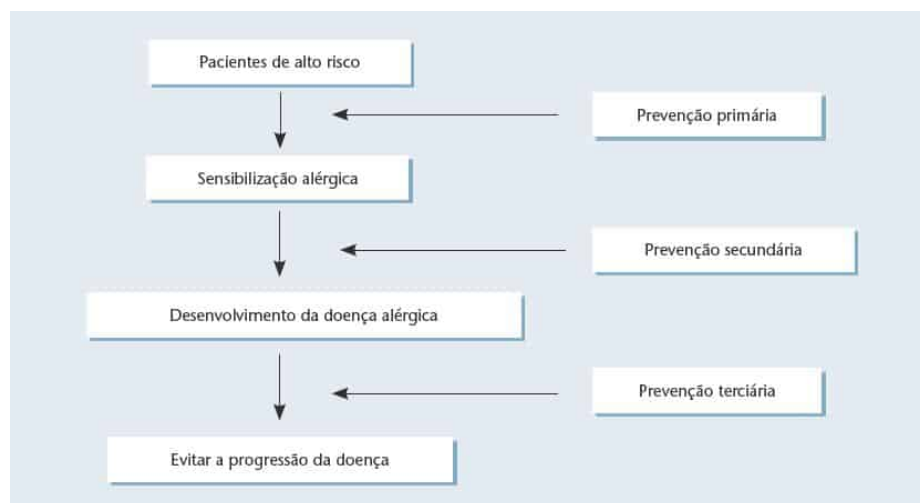 Pacientes de alto risco
Prevenção primária
Sensibilização alérgica
Prevenção secundária
Desenvolvimento da doença alérgica
Prevenção terciária
Evitar a progressão da doença